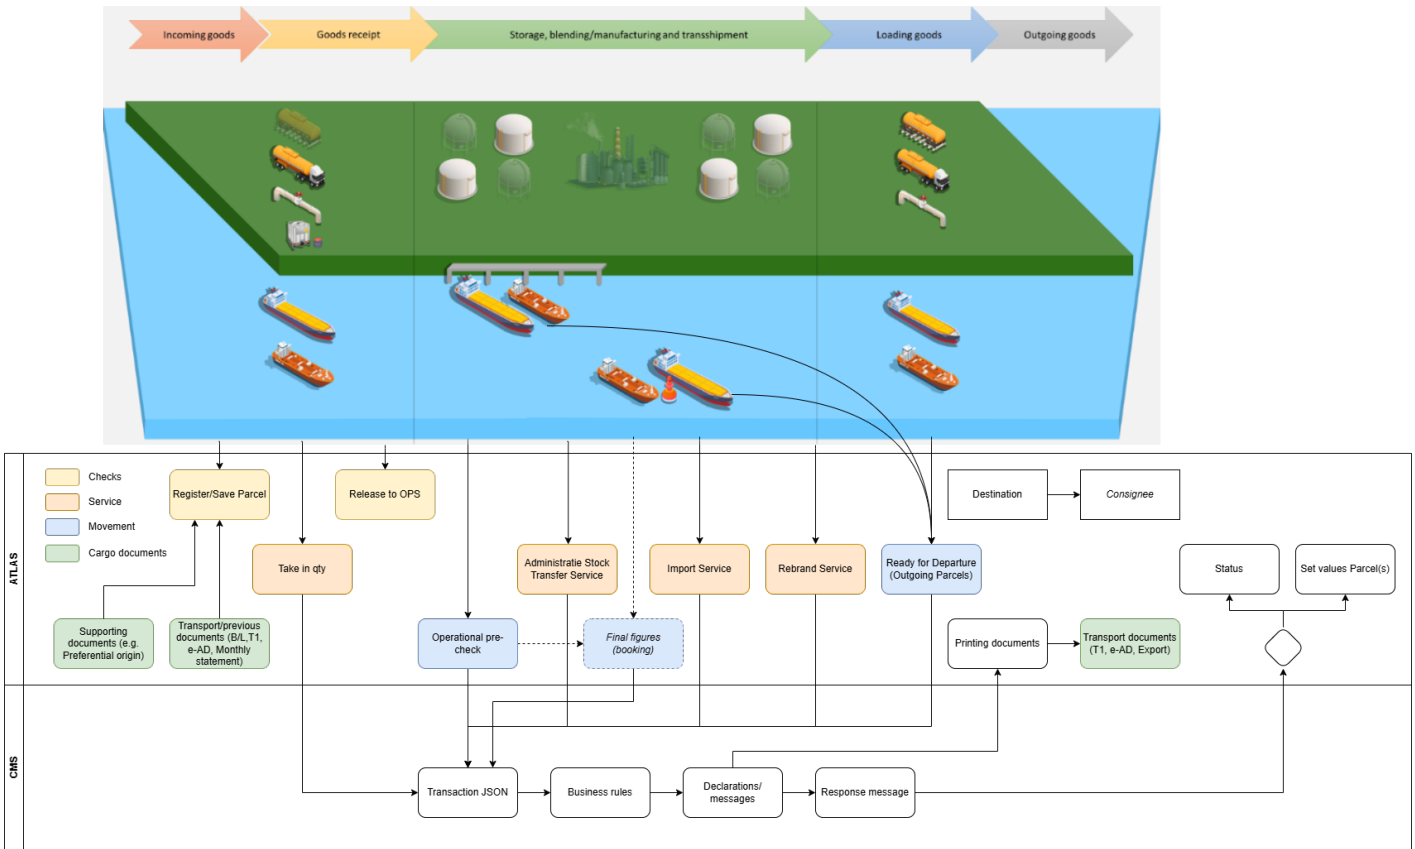 Incoming goods
Goods receipt
Storage, blending/manufacturing and transshipment
Loading goods
Outgoing goods
ATLAS
Checks
Service
Movement
Cargo documents
Register/Save Parcel
Release to OPS
Destination
Consignee
Take in qty
Administratie Stock
Transfer Service
Import Service
Rebrand Service
Ready for Departure
(Outgoing Parcels)
Status
Set values Parcel(s)
Supporting
documents (e.g.
Preferential origin)
Transport/previous
documents (B/L,T1,
e-AD, Monthly
statement)
Operational pre-
check
Final figures
(booking)
Printing documents
Transport documents
(T1, e-AD, Export)
CMS
Transaction JSON
Business rules
Declarations/
messages
Response message